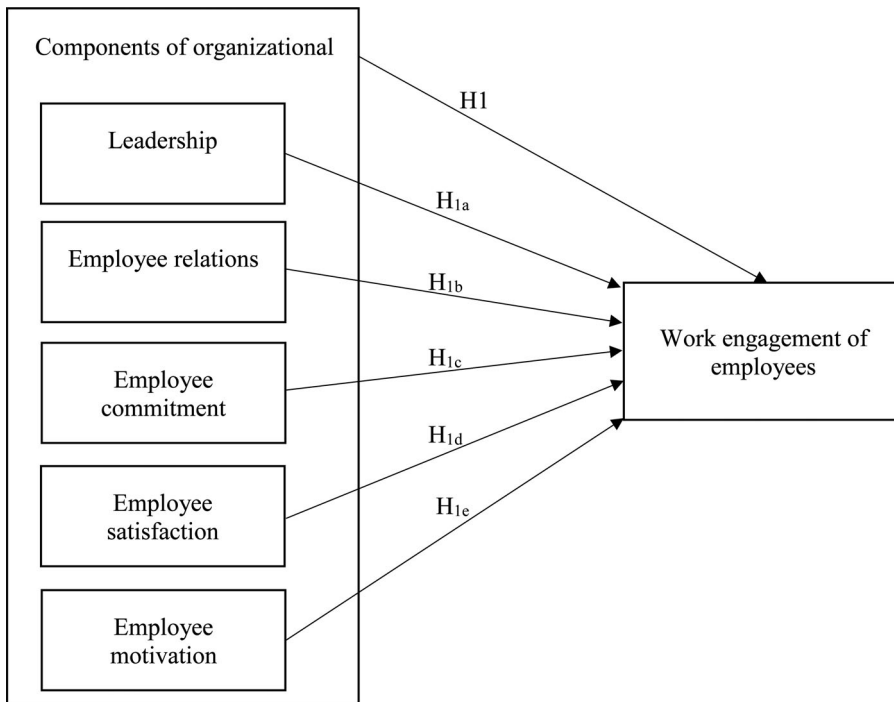 Components of organizational
H1
Leadership
H1a
Employee relations
H1b
Employee
commitment
H1c
Work engagement of
employees
Employee
satisfaction
H1d
Employee
motivation
H1e